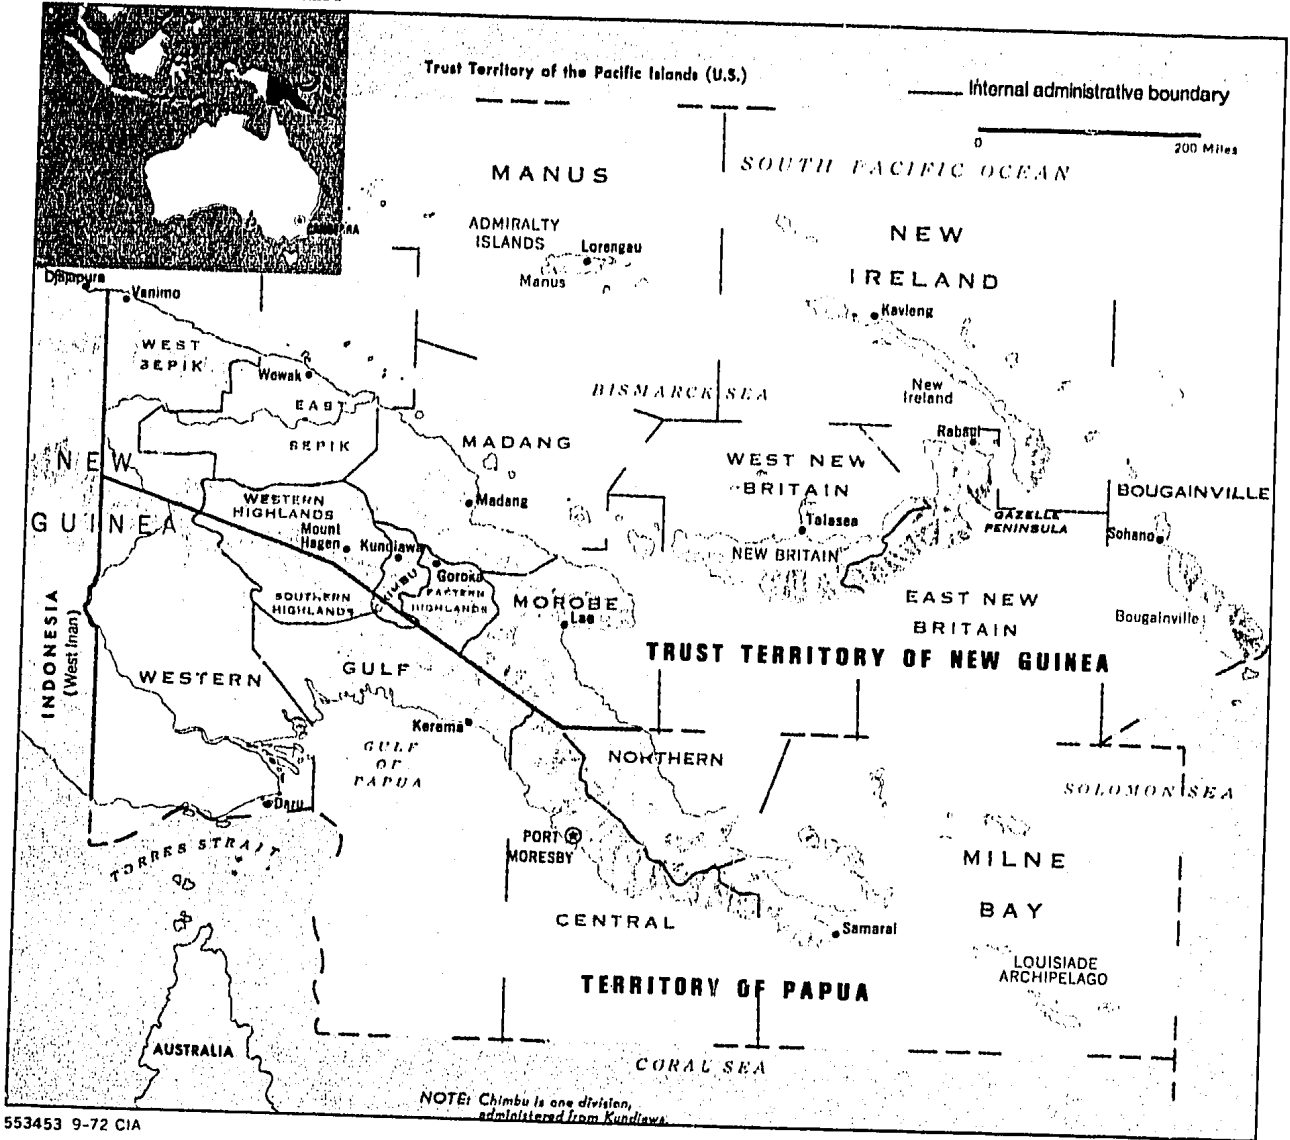 Trust Territory of the Pacific Islands (U.S.)
Internal administrative boundary
0
200 Miles
SOUTH PACIFIC OCEAN
MANUS
ADMIRALTY
ISLANDS
Lorengau
Manus
NEW
IRELAND
Kavieng
CANBERRA
Djajapura
Vanimo
WEST
SEPIK
Wewak
EAST
SEPIK
BISMARCK SEA
New
Ireland
Rabaul
MADANG
Madang
WEST NEW
BRITAIN
Talasea
NEW BRITAIN
GAZELLE
PENINSULA
BOUGAINVILLE
Sohano
Bougainville
NEW
GUINEA
WESTERN
HIGHLANDS
Mount
Hagen
Kundiawa
CHIMBU
Goroka
EASTERN
HIGHLANDS
SOUTHERN
HIGHLANDS
MOROBE
Lae
EAST NEW
BRITAIN
TRUST TERRITORY OF NEW GUINEA
INDONESIA
(West Irian)
WESTERN
GULF
Kerema
GULF
OF
PAPUA
NORTHERN
SOLOMON SEA
Daru
TORRES STRAIT
PORT
MORESBY
MILNE
BAY
CENTRAL
Samarai
LOUISIADE
ARCHIPELAGO
TERRITORY OF PAPUA
AUSTRALIA
CORAL SEA
NOTE: Chimbu is one division,
administered from Kundiawa.
553453 9-72 CIA